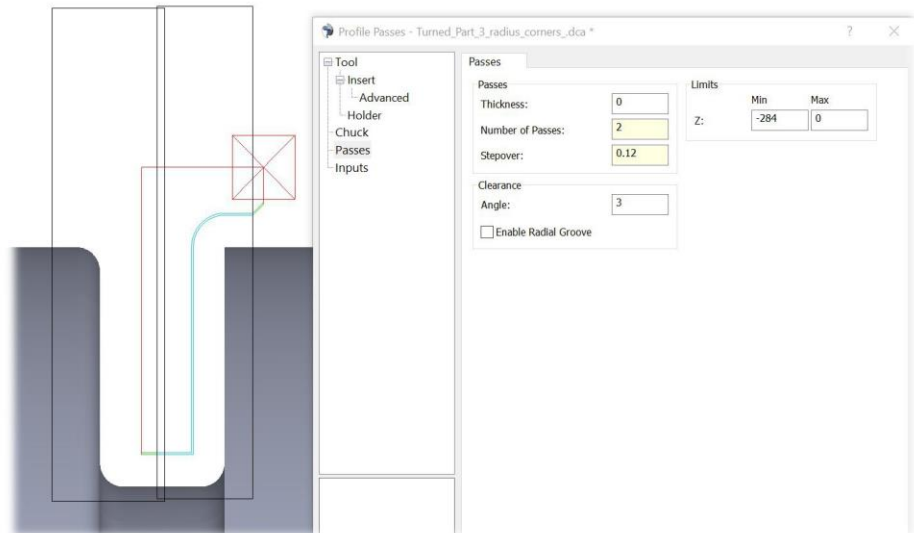 Profile Passes - Turned_Part_3_radius_corners_.dca *
? X
Tool
Insert
Advanced
Holder
Chuck
Passes
Inputs
Passes
Passes
Thickness: 0
Number of Passes: 2
Stepover: 0.12
Clearance
Angle: 3
Enable Radial Groove
Limits
Min Max
Z: -284 0